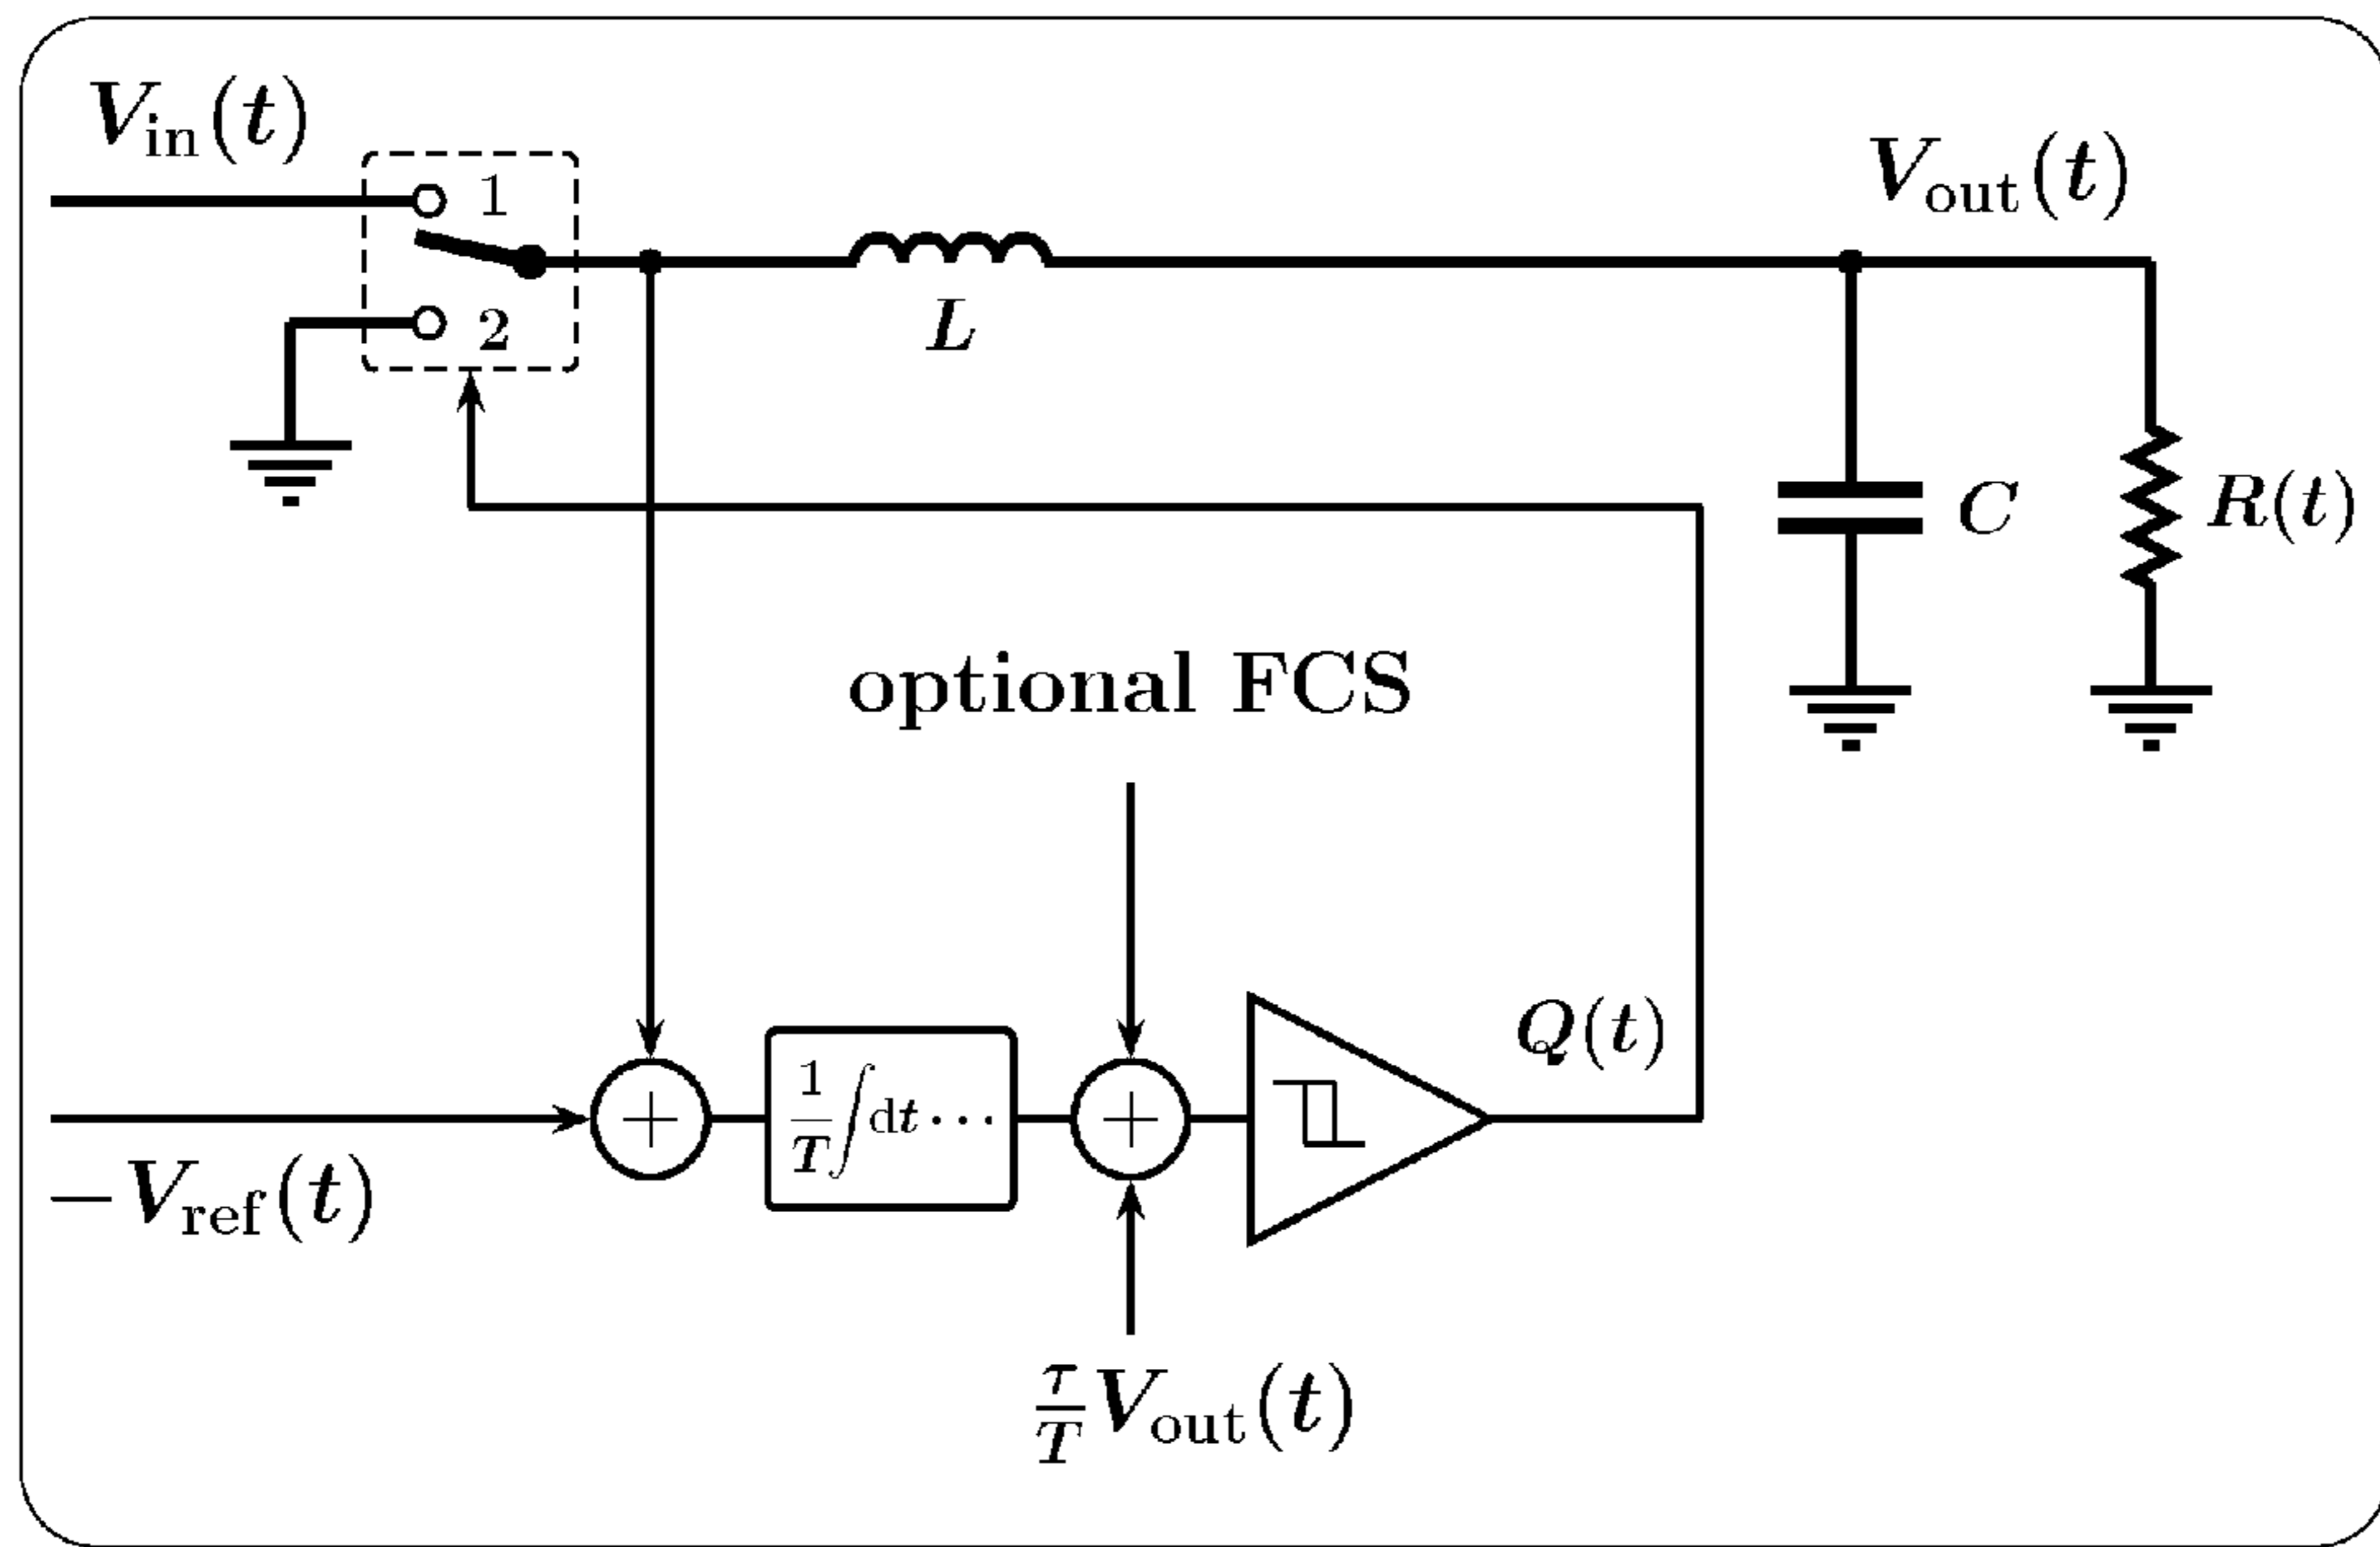 V_in(t)
1
2
L
V_out(t)
C
R(t)
optional FCS
Q(t)
1/T ∫dt···
−V_ref(t)
τ/T V_out(t)